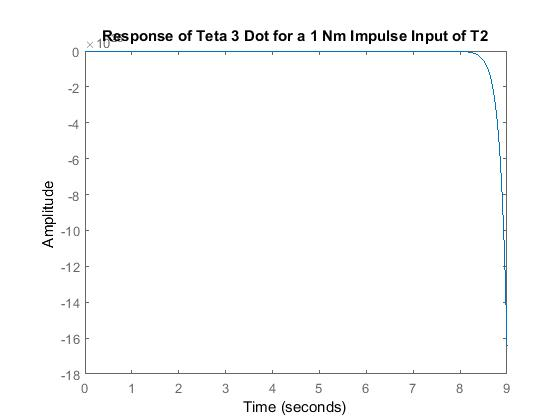 Response of Teta 3 Dot for a 1 Nm Impulse Input of T2
0
-2
-4
-6
-8
-10
-12
-14
-16
-18
Amplitude
0 1 2 3 4 5 6 7 8 9
Time (seconds)